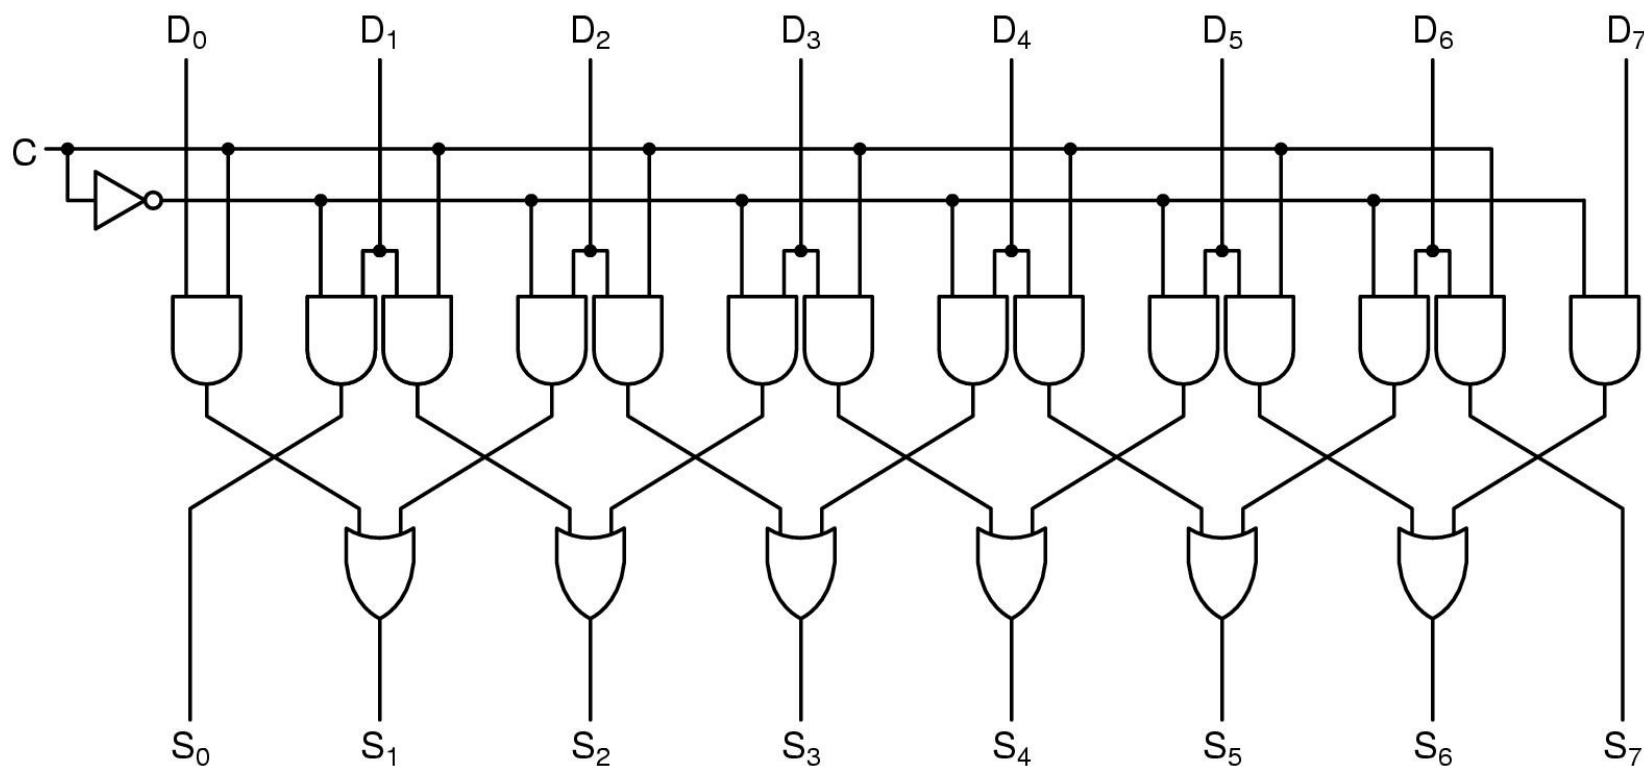 D₀ D₁ D₂ D₃ D₄ D₅ D₆ D₇
C
S₀ S₁ S₂ S₃ S₄ S₅ S₆ S₇